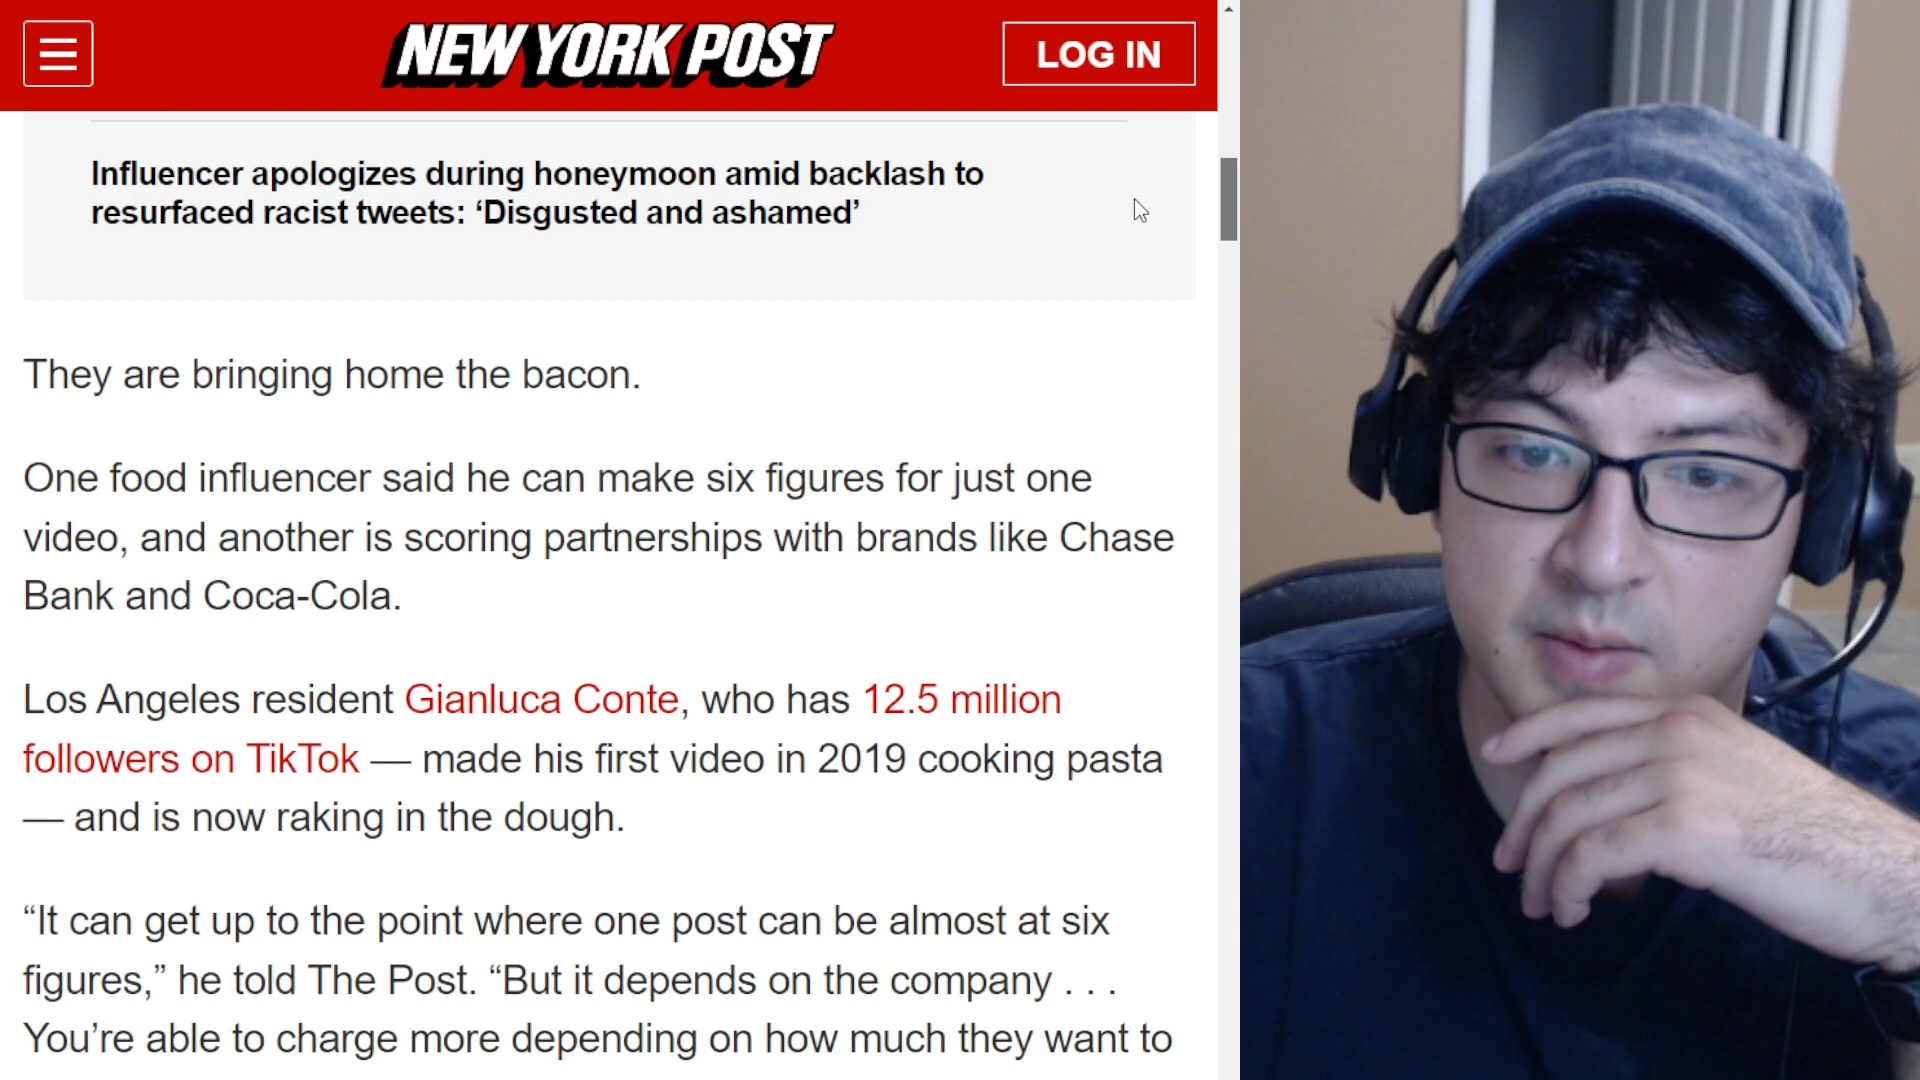 NEW YORK POST
LOG IN
Influencer apologizes during honeymoon amid backlash to
resurfaced racist tweets: ‘Disgusted and ashamed’
They are bringing home the bacon.
One food influencer said he can make six figures for just one
video, and another is scoring partnerships with brands like Chase
Bank and Coca-Cola.
Los Angeles resident Gianluca Conte, who has 12.5 million
followers on TikTok — made his first video in 2019 cooking pasta
— and is now raking in the dough.
“It can get up to the point where one post can be almost at six
figures,” he told The Post. “But it depends on the company . . .
You’re able to charge more depending on how much they want to